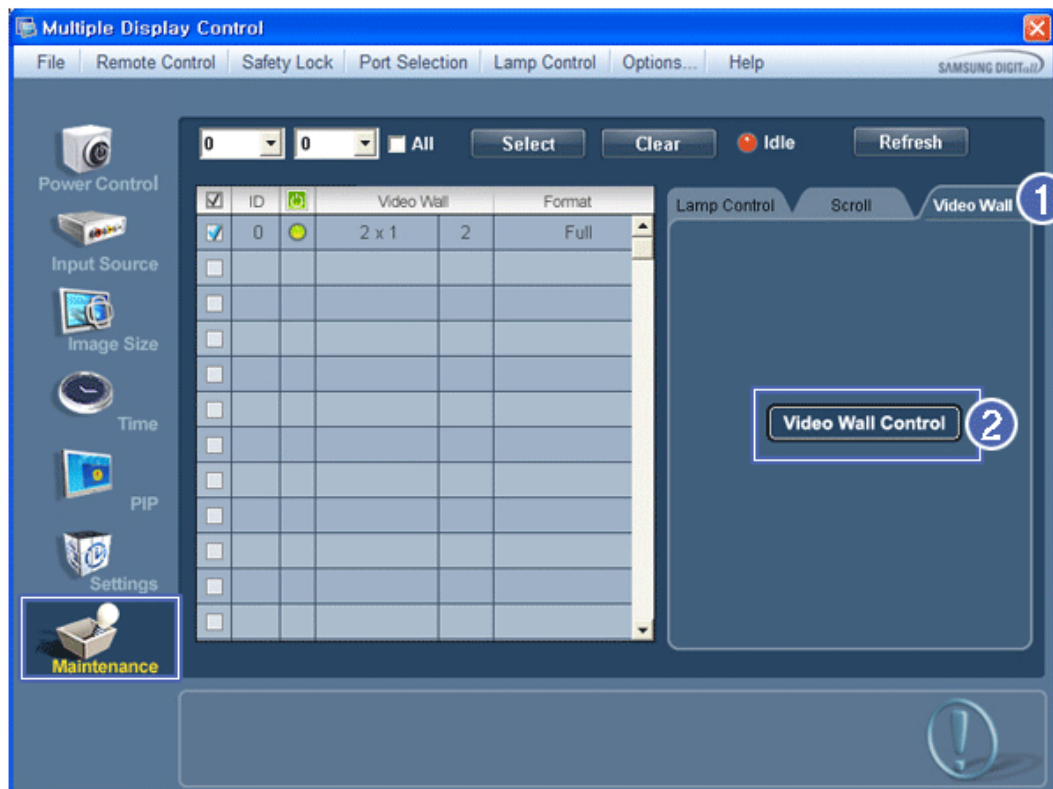 Multiple Display Control
File Remote Control Safety Lock Port Selection Lamp Control Options... Help SAMSUNG DIGITall
0 0 All Select Clear Idle Refresh
Power Control
Input Source
Image Size
Time
PIP
Settings
Maintenance
ID Video Wall Format
0 2 x 1 2 Full
Lamp Control Scroll Video Wall 1
Video Wall Control 2